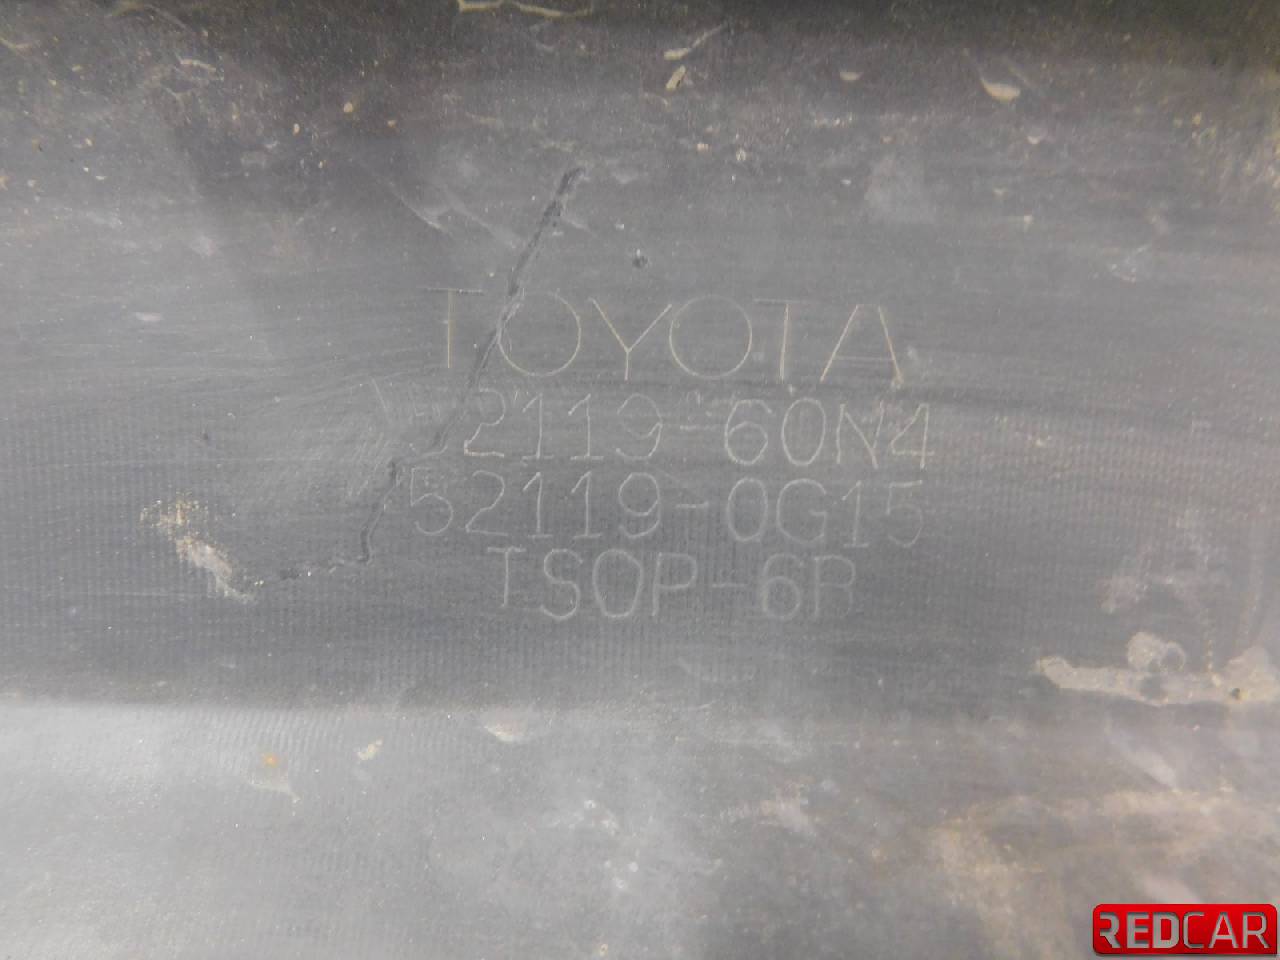 TOYOTA
52119-60N4
52119-0G15
TSOP-6R
REDCAR